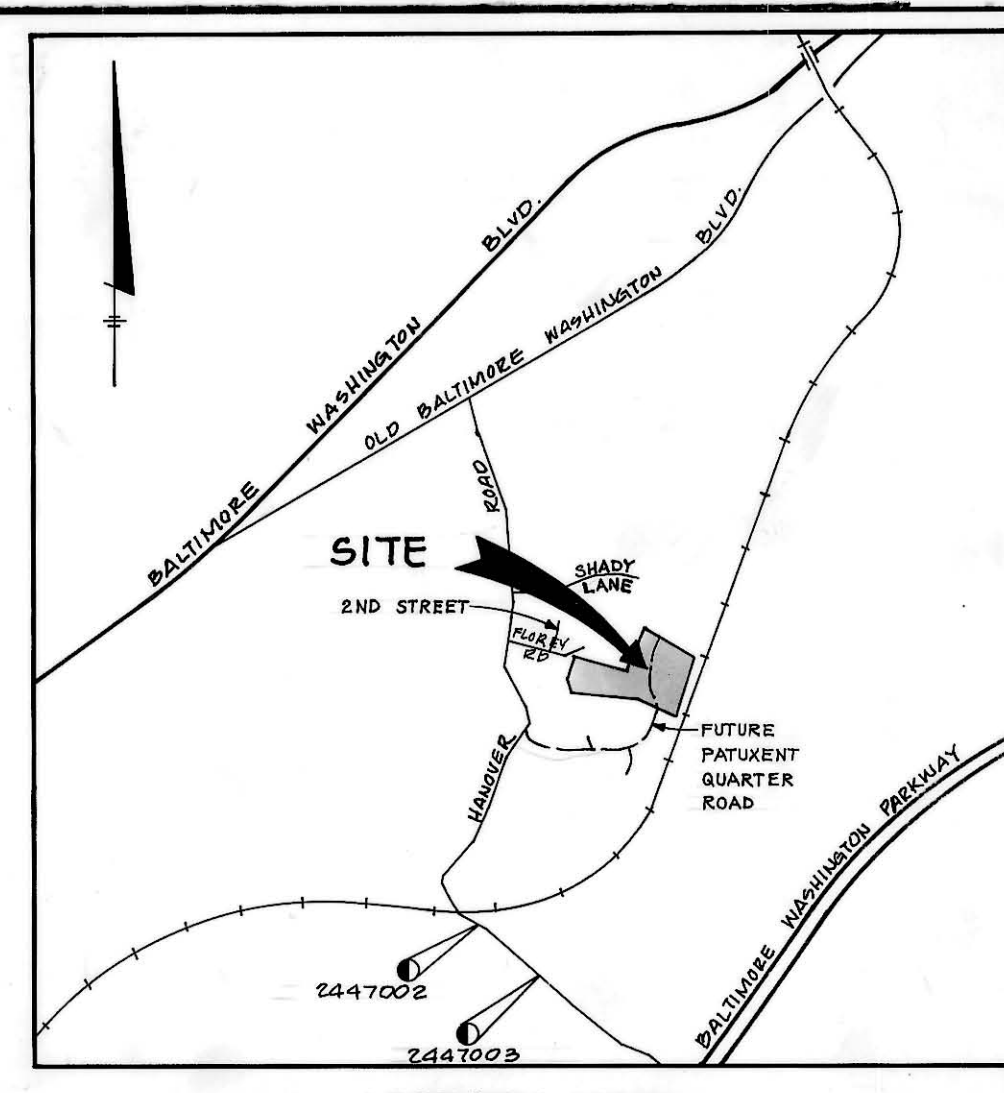 BALTIMORE WASHINGTON BLVD.
OLD BALTIMORE WASHINGTON BLVD.
HANOVER ROAD
SITE
SHADY
LANE
2ND STREET
FLOREY
RD
FUTURE
PATUXENT
QUARTER
ROAD
BALTIMORE WASHINGTON PARKWAY
2447002
2447003